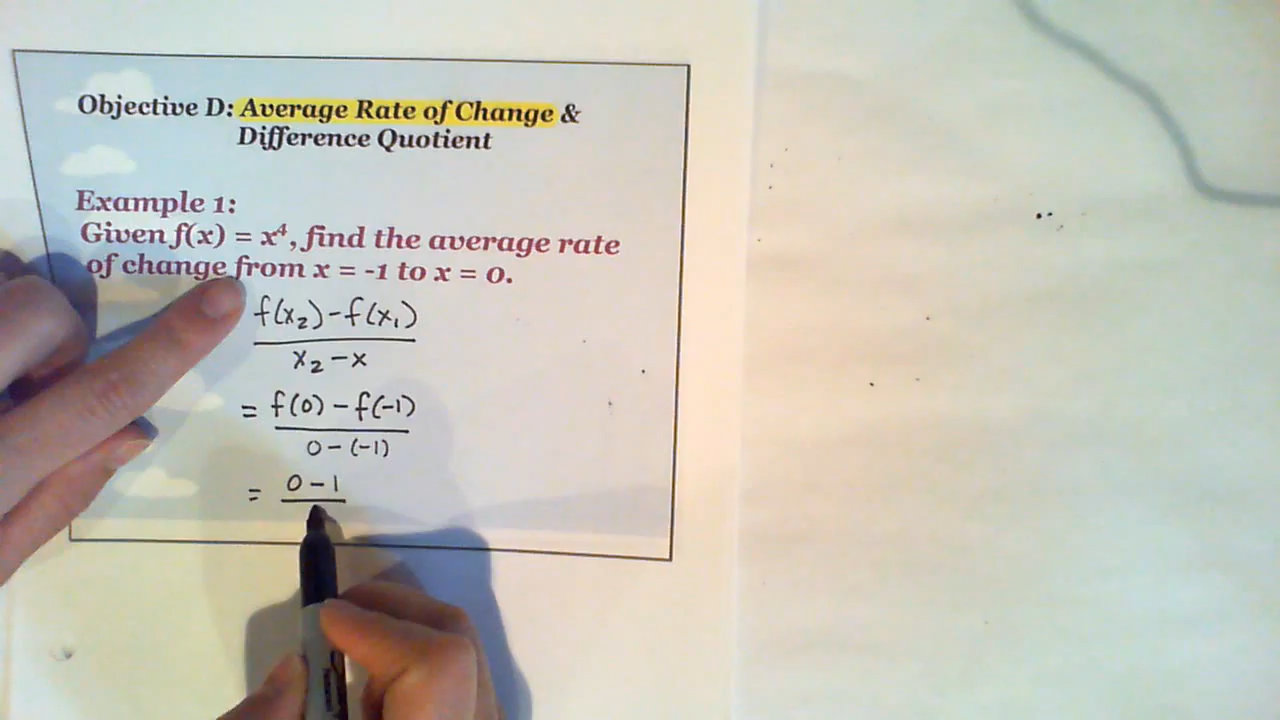 Objective D: Average Rate of Change &
Difference Quotient
Example 1:
Given f(x) = x⁴, find the average rate
of change from x = -1 to x = 0.
f(x₂)-f(x₁)
x₂-x
= f(0) - f(-1)
0-(-1)
= 0-1